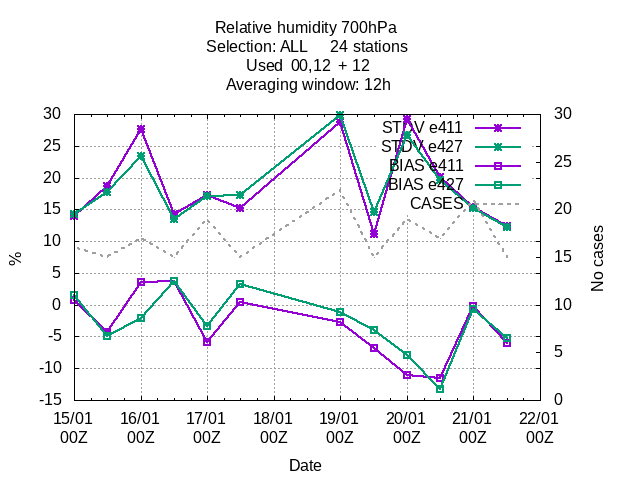 Relative humidity 700hPa
Selection: ALL 24 stations
Used 00,12 + 12
Averaging window: 12h
30 30
25 25
20 20
15 15
10 10
5 5
0 0
-5
-10
-15
STDV e411
STDV e427
BIAS e411
BIAS e427
CASES
%
No cases
15/01 16/01 17/01 18/01 19/01 20/01 21/01 22/01
00Z 00Z 00Z 00Z 00Z 00Z 00Z 00Z
Date